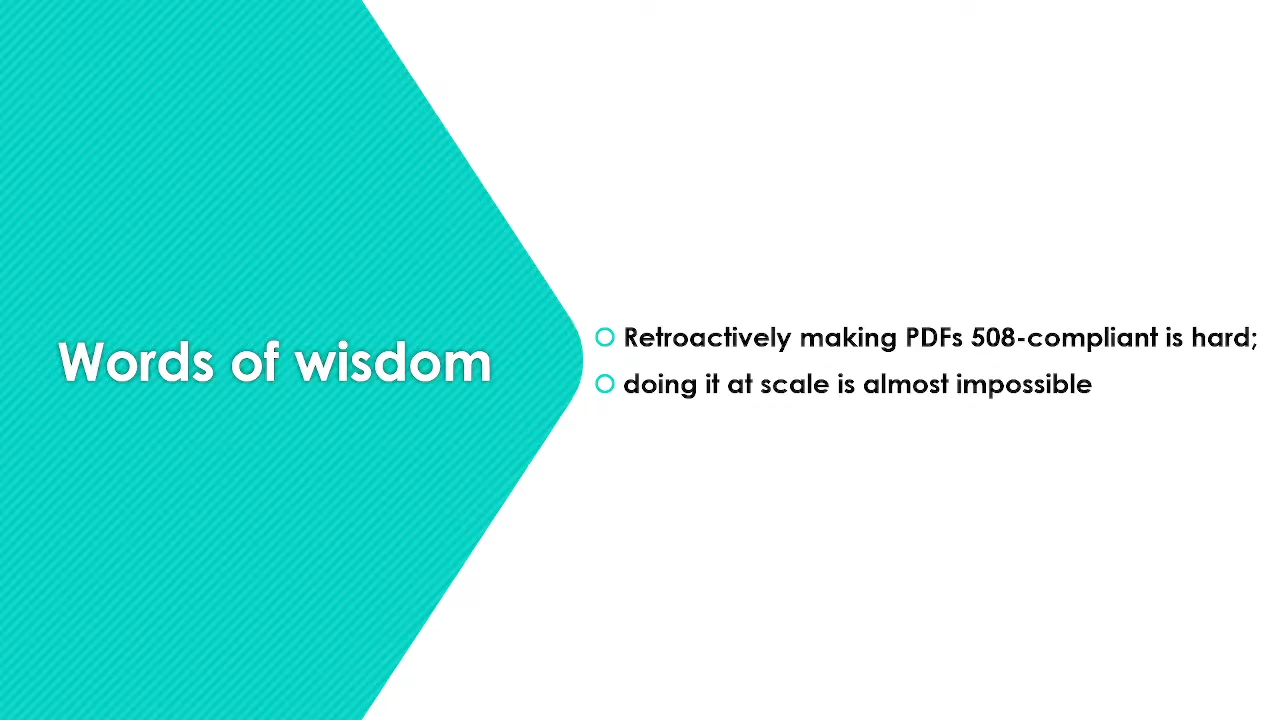 Words of wisdom
Retroactively making PDFs 508-compliant is hard;
doing it at scale is almost impossible